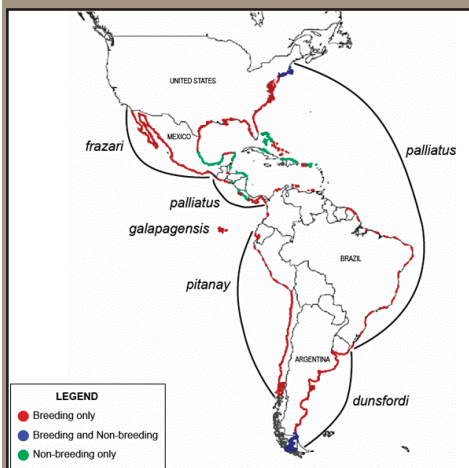 UNITED STATES
MEXICO
frazari
palliatus
palliatus
galapagensis
BRAZIL
pitanay
ARGENTINA
dunsfordi
LEGEND
Breeding only
Breeding and Non-breeding
Non-breeding only